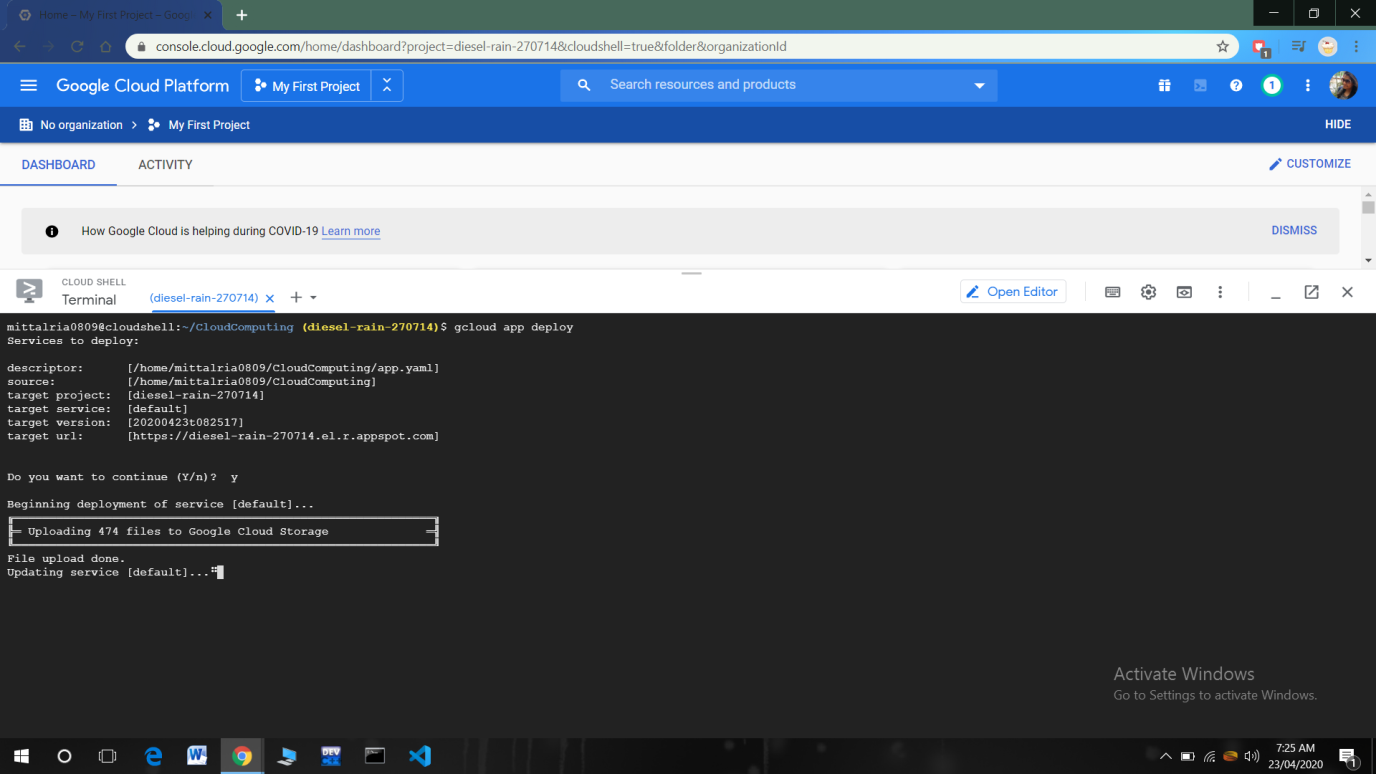 Home – My First Project – Goog
console.cloud.google.com/home/dashboard?project=diesel-rain-270714&cloudshell=true&folder&organizationId
1
Google Cloud Platform
My First Project
Search resources and products
1
No organization > My First Project
HIDE
DASHBOARD
ACTIVITY
CUSTOMIZE
How Google Cloud is helping during COVID-19 Learn more
DISMISS
CLOUD SHELL
Terminal
(diesel-rain-270714)
Open Editor
mittalria0809@cloudshell:~/CloudComputing (diesel-rain-270714)$ gcloud app deploy
Services to deploy:
descriptor: [/home/mittalria0809/CloudComputing/app.yaml]
source: [/home/mittalria0809/CloudComputing]
target project: [diesel-rain-270714]
target service: [default]
target version: [20200423t082517]
target url: [https://diesel-rain-270714.el.r.appspot.com]
Do you want to continue (Y/n)? y
Beginning deployment of service [default]...
Uploading 474 files to Google Cloud Storage
File upload done.
Updating service [default]...
Activate Windows
Go to Settings to activate Windows.
W
DEV
C++
7:25 AM
23/04/2020
1